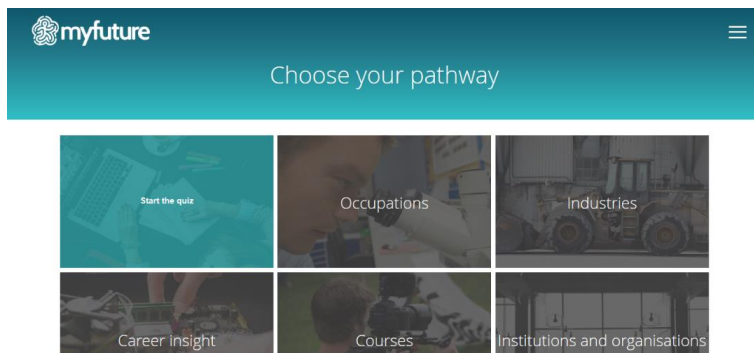 myfuture
Choose your pathway
Start the quiz
Occupations
Industries
Career insight
Courses
Institutions and organisations